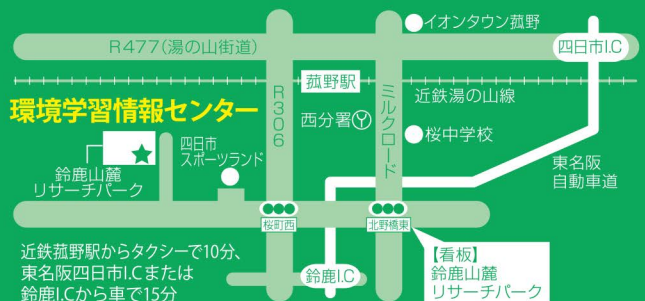 イオンタウン菰野
R477(湯の山街道)
四日市I.C
菰野駅
近鉄湯の山線
環境学習情報センター
R306
ミルクロード
西分署
桜中学校
四日市
スポーツランド
鈴鹿山麓
リサーチパーク
東名阪
自動車道
桜町西
北野橋東
近鉄菰野駅からタクシーで10分、
東名阪四日市I.Cまたは
鈴鹿I.Cから車で15分
鈴鹿I.C
【看板】
鈴鹿山麓
リサーチパーク